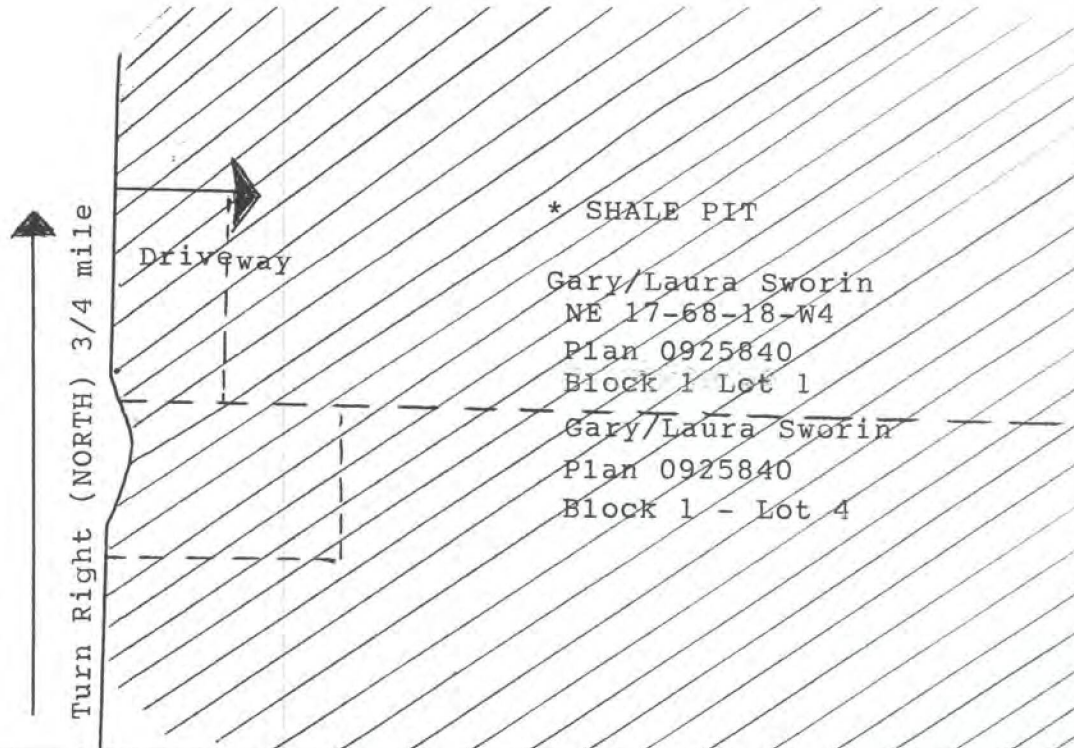 Turn Right (NORTH) 3/4 mile
Driveway
* SHALE PIT
Gary/Laura Sworin
NE 17-68-18-W4
Plan 0925840
Block 1 Lot 1
Gary/Laura Sworin
Plan 0925840
Block 1 - Lot 4